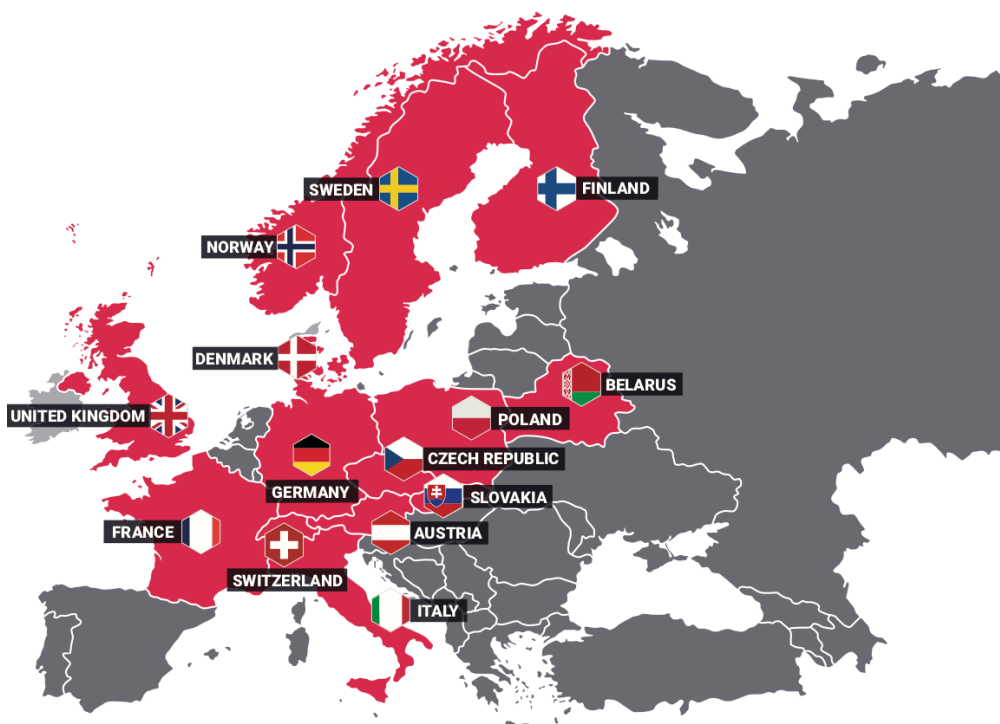 SWEDEN
FINLAND
NORWAY
DENMARK
BELARUS
UNITED KINGDOM
POLAND
CZECH REPUBLIC
GERMANY
SLOVAKIA
FRANCE
AUSTRIA
SWITZERLAND
ITALY